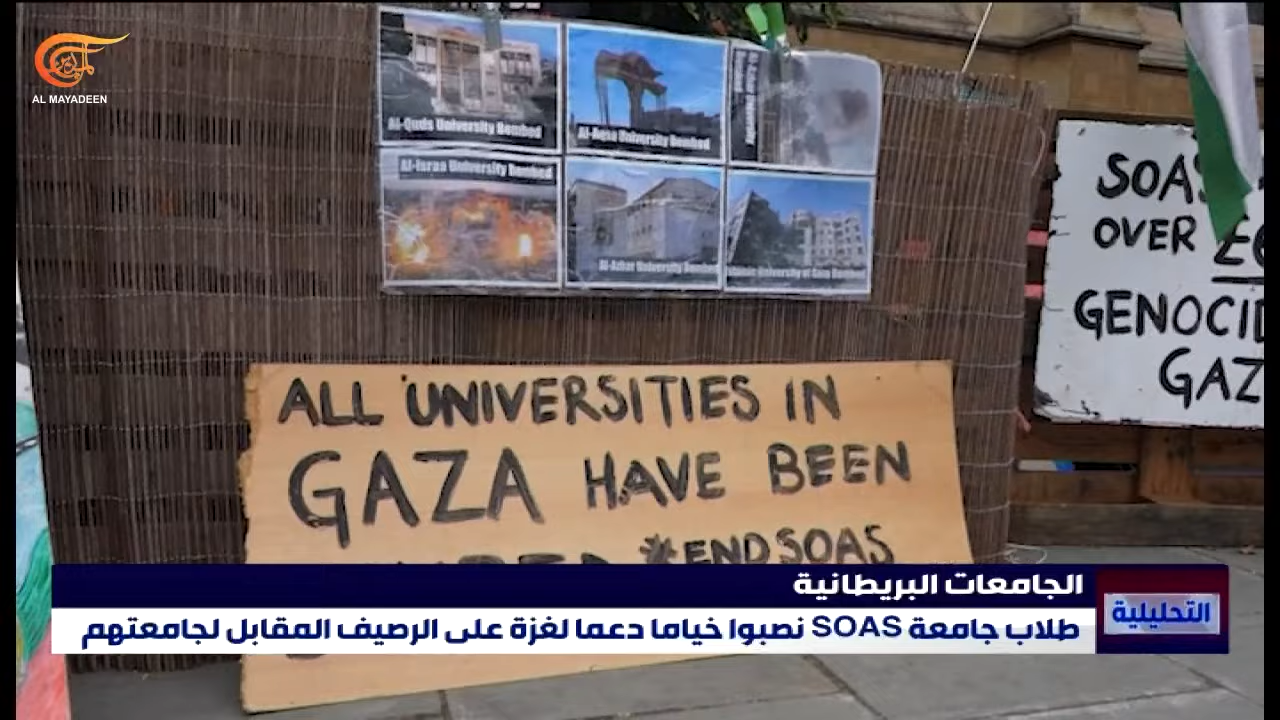 AL MAYADEEN
Al-Quds University Bombed
Al-Aqsa University Bombed
Al-Israa University Bombed
Al-Azhar University Bombed
Islamic University of Gaza Bombed
SOAS
OVER
GENOCID
GAZ
ALL UNIVERSITIES IN
GAZA HAVE BEEN
#ENDSOAS
الجامعات البريطانية
التحليلية
طلاب جامعة SOAS نصبوا خياما دعما لغزة على الرصيف المقابل لجامعتهم